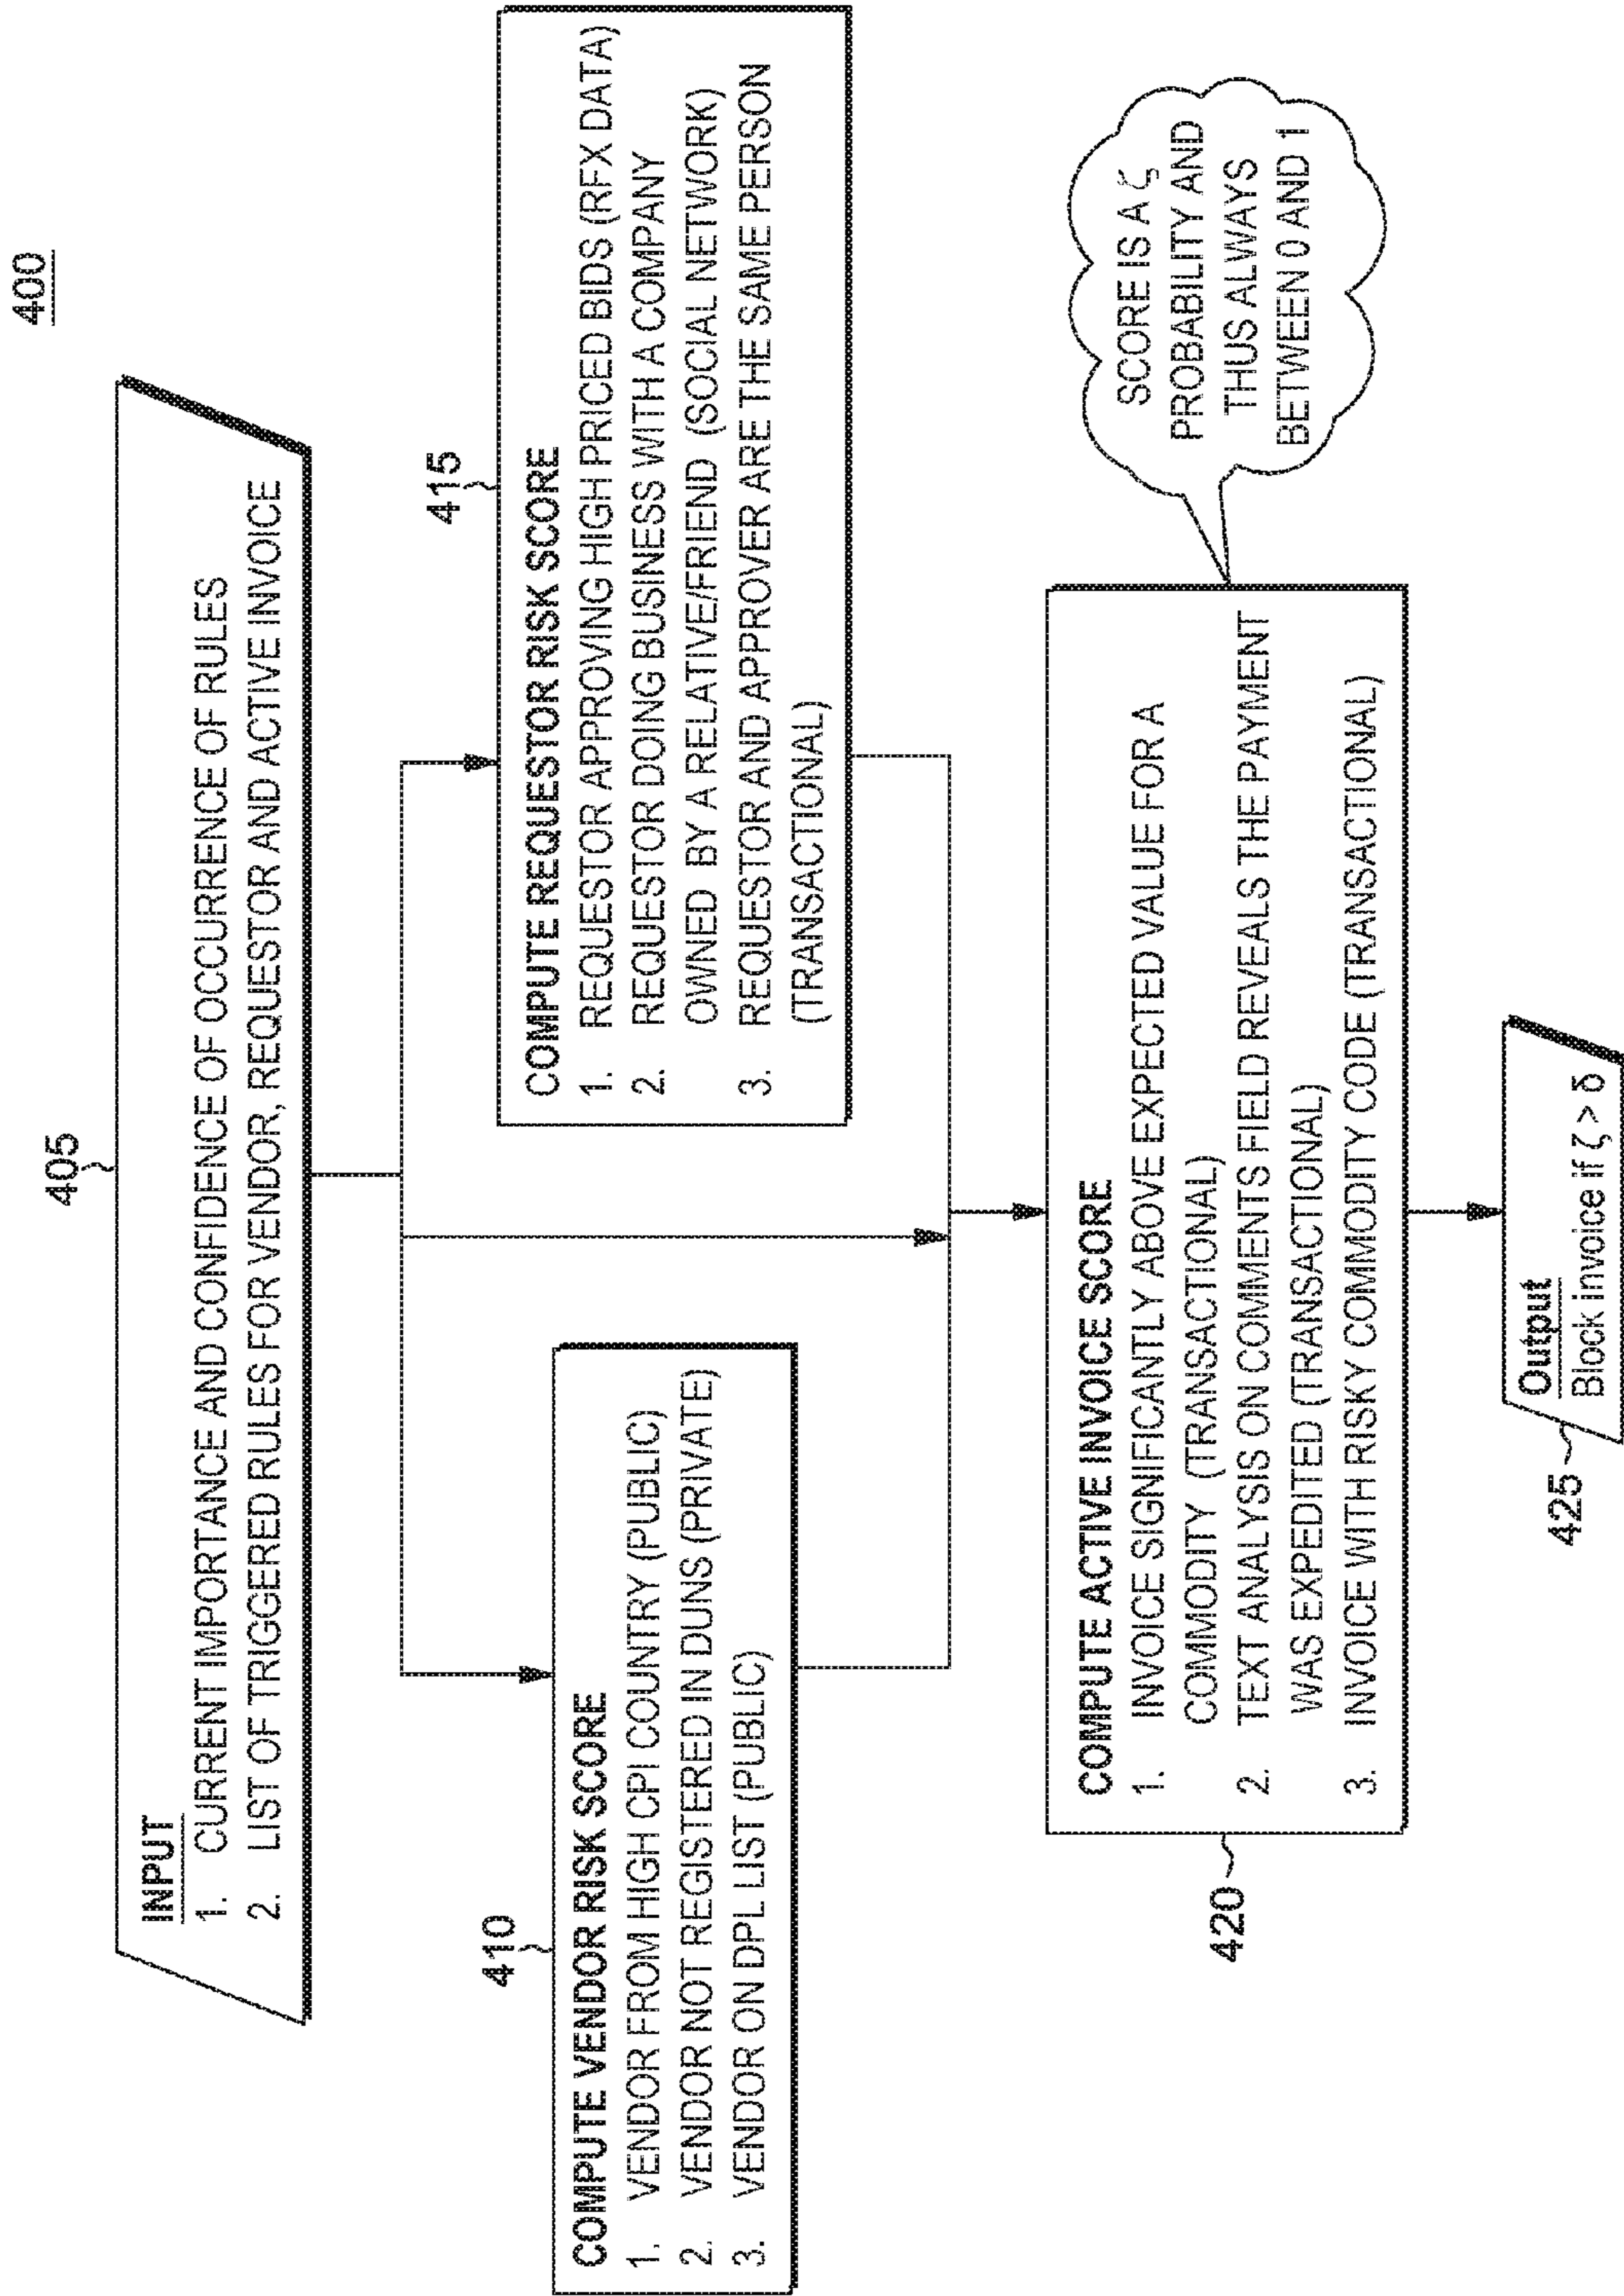 400
405
INPUT
1. CURRENT IMPORTANCE AND CONFIDENCE OF OCCURRENCE OF RULES
2. LIST OF TRIGGERED RULES FOR VENDOR, REQUESTOR AND ACTIVE INVOICE
410
COMPUTE VENDOR RISK SCORE
1. VENDOR FROM HIGH CPI COUNTRY (PUBLIC)
2. VENDOR NOT REGISTERED IN DUNS (PRIVATE)
3. VENDOR ON DPL LIST (PUBLIC)
415
COMPUTE REQUESTOR RISK SCORE
1. REQUESTOR APPROVING HIGH PRICED BIDS (RFX DATA)
2. REQUESTOR DOING BUSINESS WITH A COMPANY
OWNED BY A RELATIVE/FRIEND (SOCIAL NETWORK)
3. REQUESTOR AND APPROVER ARE THE SAME PERSON
(TRANSACTIONAL)
420
COMPUTE ACTIVE INVOICE SCORE
1. INVOICE SIGNIFICANTLY ABOVE EXPECTED VALUE FOR A
COMMODITY (TRANSACTIONAL)
2. TEXT ANALYSIS ON COMMENTS FIELD REVEALS THE PAYMENT
WAS EXPEDITED (TRANSACTIONAL)
3. INVOICE WITH RISKY COMMODITY CODE (TRANSACTIONAL)
SCORE IS A ζ
PROBABILITY AND
THUS ALWAYS
BETWEEN 0 AND 1
425
Output
Block invoice if ζ > δ